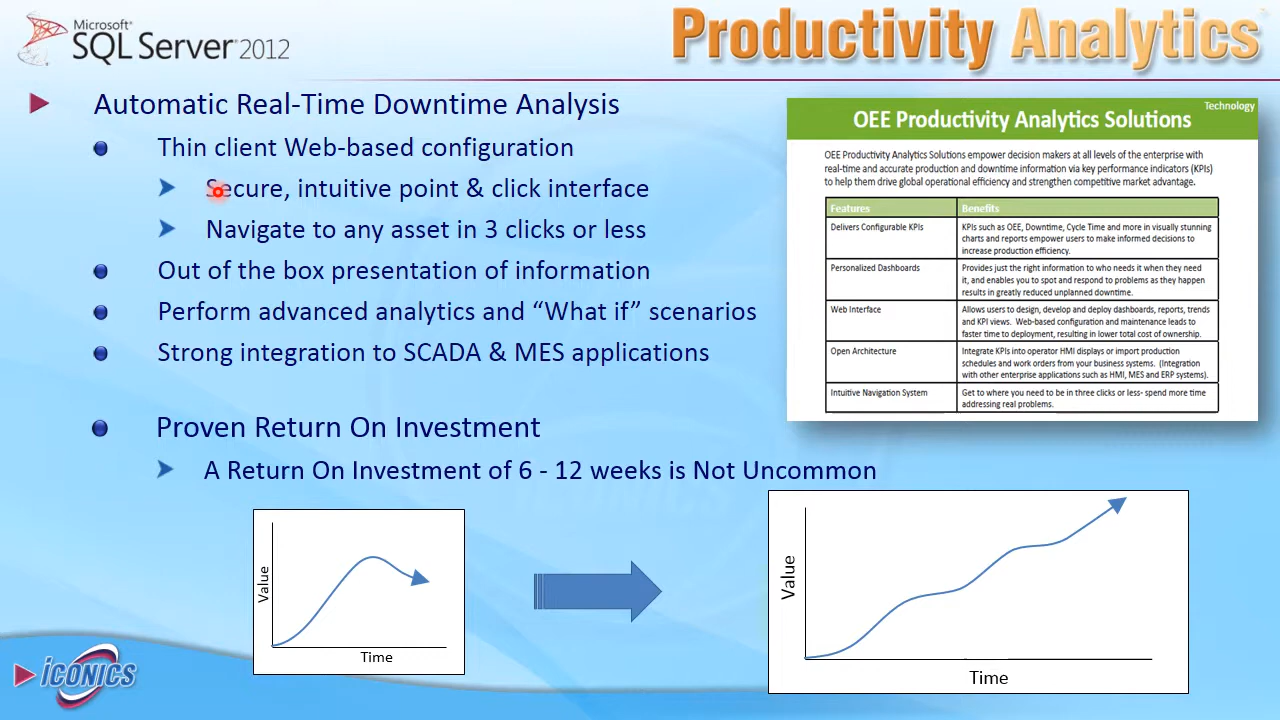 Microsoft®
SQL Server 2012
Productivity Analytics
Automatic Real-Time Downtime Analysis
Thin client Web-based configuration
Secure, intuitive point & click interface
Navigate to any asset in 3 clicks or less
Out of the box presentation of information
Perform advanced analytics and “What if” scenarios
Strong integration to SCADA & MES applications
Proven Return On Investment
A Return On Investment of 6 - 12 weeks is Not Uncommon
Technology
OEE Productivity Analytics Solutions
OEE Productivity Analytics Solutions empower decision makers at all levels of the enterprise with
real-time and accurate production and downtime information via key performance indicators (KPIs)
to help them drive global operational efficiency and strengthen competitive market advantage.
Features Benefits
Delivers Configurable KPIs
KPIs such as OEE, Downtime, Cycle Time and more in visually stunning
charts and reports empower users to make informed decisions to
increase production efficiency.
Personalized Dashboards
Provides just the right information to who needs it when they need
it, and enables you to spot and respond to problems as they happen
results in greatly reduced unplanned downtime.
Web Interface
Allows users to design, develop and deploy dashboards, reports, trends
and KPI views. Web-based configuration and maintenance leads to
faster time to deployment, resulting in lower total cost of ownership.
Open Architecture
Integrate KPIs into operator HMI displays or import production
schedules and work orders from your business systems. (Integration
with other enterprise applications such as HMI, MES and ERP systems).
Intuitive Navigation System
Get to where you need to be in three clicks or less- spend more time
addressing real problems.
Value
Time
Value
Time
ICONICS